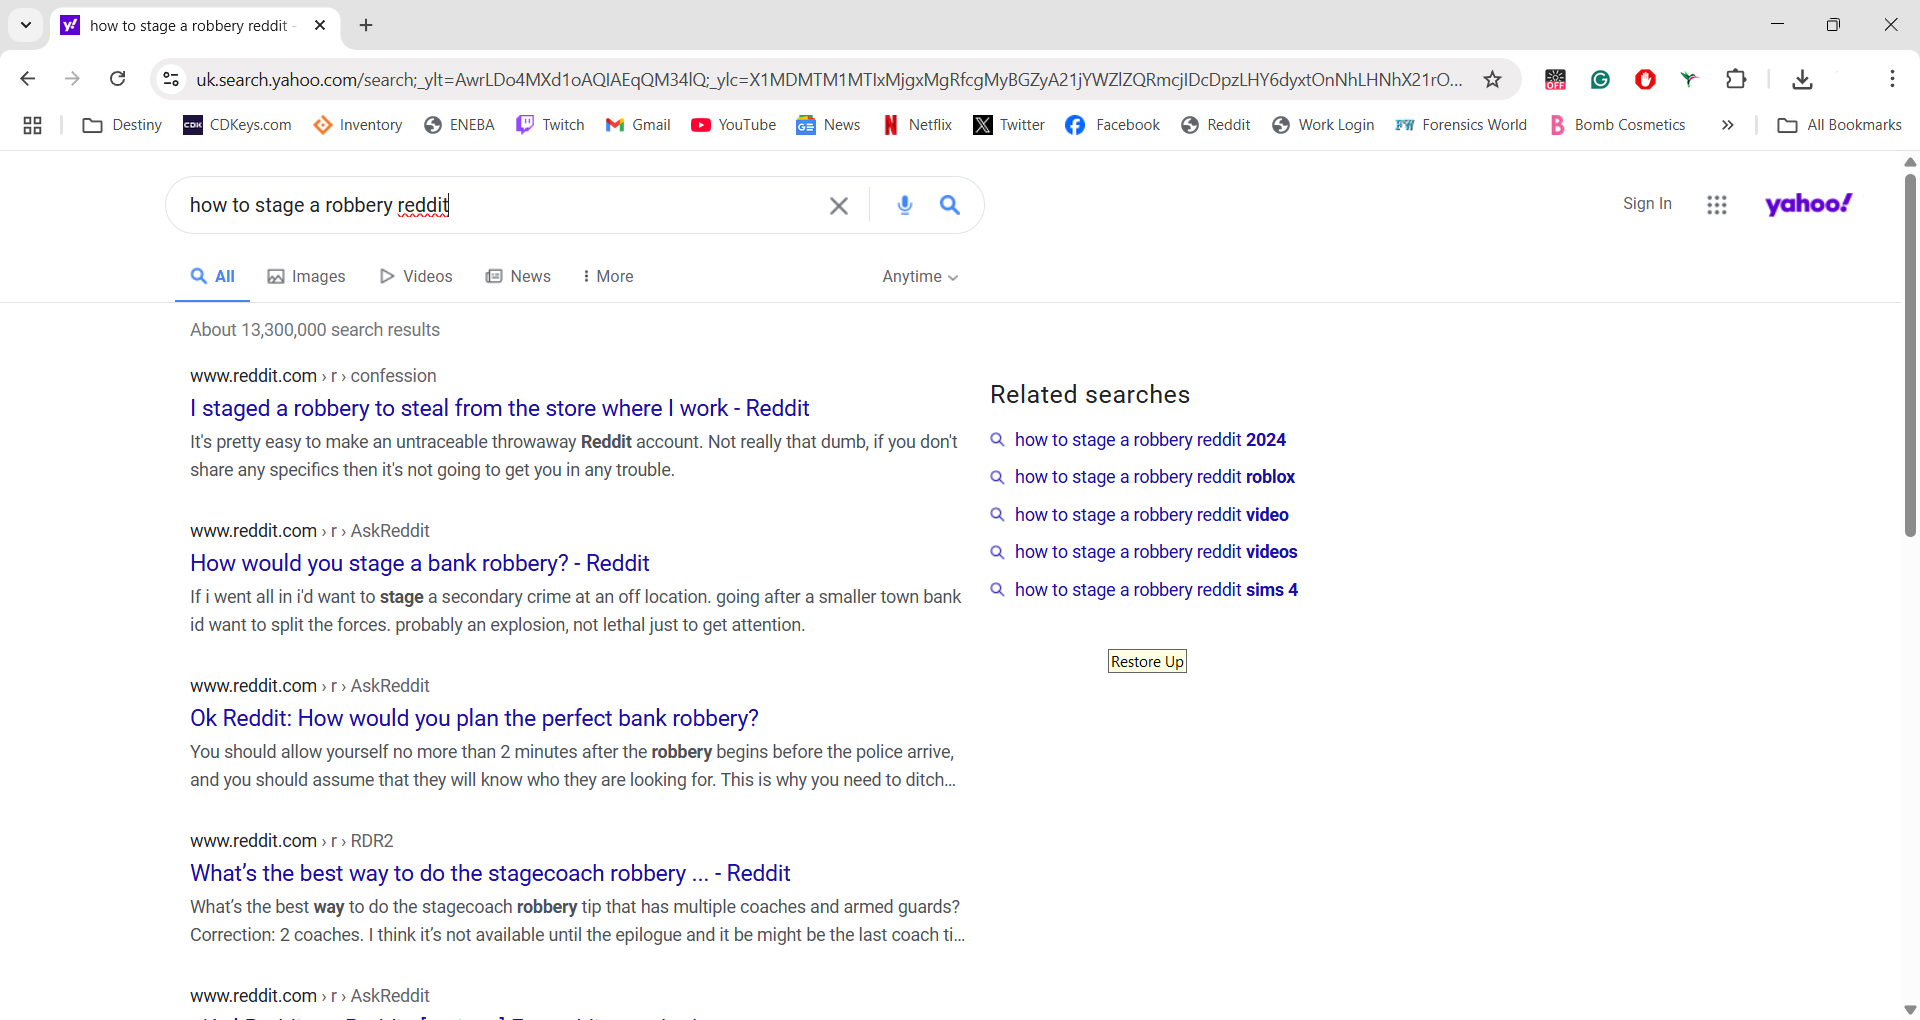 how to stage a robbery reddit -
uk.search.yahoo.com/search;_ylt=AwrLDo4MXd1oAQIAEqQM34lQ;_ylc=X1MDMTM1MTIxMjgxMgRfcgMyBGZyA21jYWZlZQRmcjIDcDpzLHY6dyxtOnNhLHNhX21rO...
OFF
Destiny CDK CDKeys.com Inventory ENEBA Twitch Gmail YouTube GE News Netflix Twitter Facebook Reddit Work Login FW Forensics World Bomb Cosmetics All Bookmarks
how to stage a robbery reddit
Sign In
yahoo!
All Images Videos News More Anytime
About 13,300,000 search results
www.reddit.com › r › confession
I staged a robbery to steal from the store where I work - Reddit
It's pretty easy to make an untraceable throwaway Reddit account. Not really that dumb, if you don't
share any specifics then it's not going to get you in any trouble.
www.reddit.com › r › AskReddit
How would you stage a bank robbery? - Reddit
If i went all in i'd want to stage a secondary crime at an off location. going after a smaller town bank
id want to split the forces. probably an explosion, not lethal just to get attention.
www.reddit.com › r › AskReddit
Ok Reddit: How would you plan the perfect bank robbery?
You should allow yourself no more than 2 minutes after the robbery begins before the police arrive,
and you should assume that they will know who they are looking for. This is why you need to ditch...
www.reddit.com › r › RDR2
What's the best way to do the stagecoach robbery ... - Reddit
What's the best way to do the stagecoach robbery tip that has multiple coaches and armed guards?
Correction: 2 coaches. I think it's not available until the epilogue and it be might be the last coach ti...
www.reddit.com › r › AskReddit
Related searches
how to stage a robbery reddit 2024
how to stage a robbery reddit roblox
how to stage a robbery reddit video
how to stage a robbery reddit videos
how to stage a robbery reddit sims 4
Restore Up